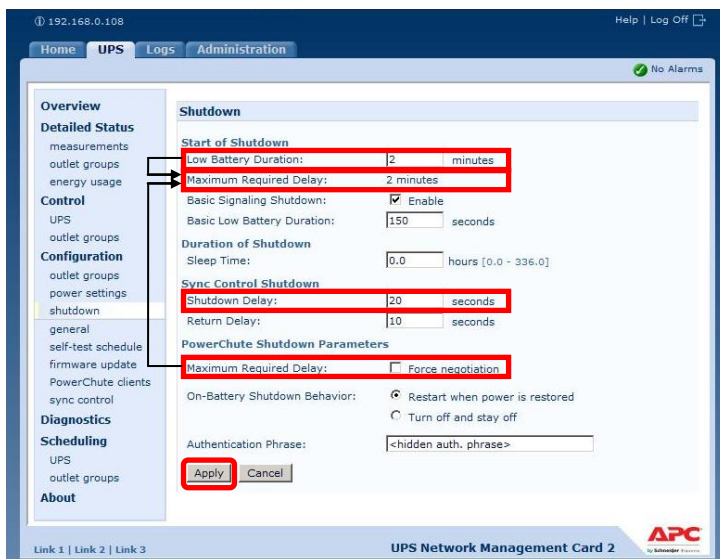 192.168.0.108
Help | Log Off
Home UPS Logs Administration
No Alarms
Overview
Detailed Status
measurements
outlet groups
energy usage
Control
UPS
outlet groups
Configuration
outlet groups
power settings
shutdown
general
self-test schedule
firmware update
PowerChute clients
sync control
Diagnostics
Scheduling
UPS
outlet groups
About
Shutdown
Start of Shutdown
Low Battery Duration: 2 minutes
Maximum Required Delay: 2 minutes
Basic Signaling Shutdown: Enable
Basic Low Battery Duration: 150 seconds
Duration of Shutdown
Sleep Time: 0.0 hours [0.0 - 336.0]
Sync Control Shutdown
Shutdown Delay: 20 seconds
Return Delay: 10 seconds
PowerChute Shutdown Parameters
Maximum Required Delay: Force negotiation
On-Battery Shutdown Behavior: Restart when power is restored
Turn off and stay off
Authentication Phrase: <hidden auth. phrase>
Apply Cancel
Link 1 | Link 2 | Link 3
UPS Network Management Card 2
APC
by Schneider Electric